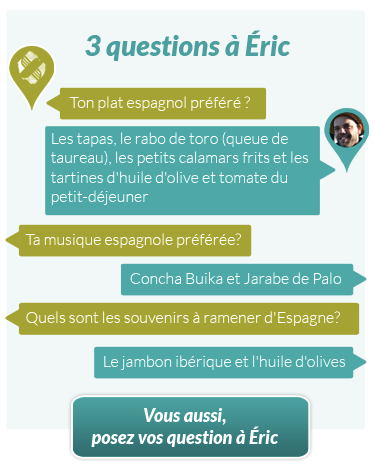 3 questions à Éric
Ton plat espagnol préféré ?
Les tapas, le rabo de toro (queue de
taureau), les petits calamars frits et les
tartines d'huile d'olive et tomate du
petit-déjeuner
Ta musique espagnole préférée?
Concha Buika et Jarabe de Palo
Quels sont les souvenirs à ramener d'Espagne?
Le jambon ibérique et l'huile d'olives
Vous aussi,
posez vos question à Éric